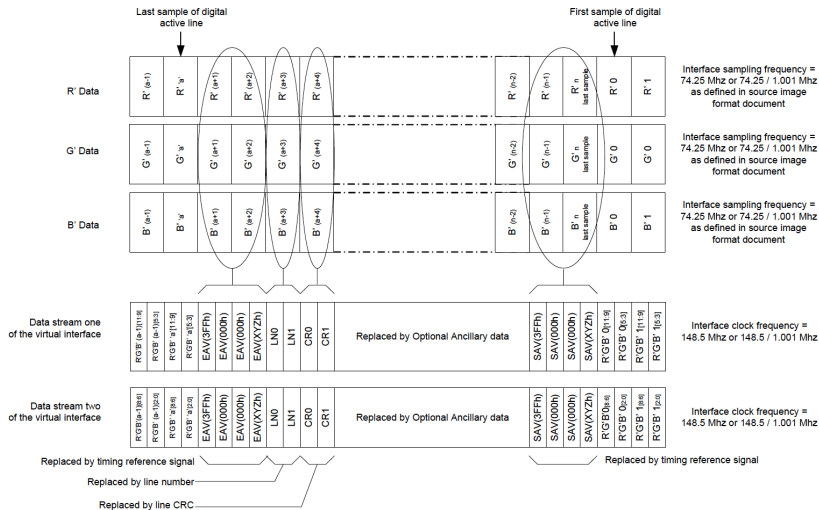 Last sample of digital
active line
First sample of digital
active line
R' Data
R' (a-1)
R' 'a'
R' (a+1)
R' (a+2)
R' (a+3)
R' (a+4)
R' (n-2)
R' (n-1)
R' n
last sample
R' 0
R' 1
Interface sampling frequency =
74.25 Mhz or 74.25 / 1.001 Mhz
as defined in source image
format document
G' Data
G' (a-1)
G' 'a'
G' (a+1)
G' (a+2)
G' (a+3)
G' (a+4)
G' (n-2)
G' (n-1)
G' n
last sample
G' 0
G' 0
Interface sampling frequency =
74.25 Mhz or 74.25 / 1.001 Mhz
as defined in source image
format document
B' Data
B' (a-1)
B' 'a'
B' (a+1)
B' (a+2)
B' (a+3)
B' (a+4)
B' (n-2)
B' (n-1)
B' n
last sample
B' 0
B' 1
Interface sampling frequency =
74.25 Mhz or 74.25 / 1.001 MHz
as defined in source image
format document
Data stream one
of the virtual interface
R'G'B' (a-1)[11:9]
R'G'B' (a-1)[5:3]
R'G'B' 'a'[11:9]
R'G'B' 'a'[5:3]
EAV(3FFh)
EAV(000h)
EAV(000h)
EAV(XYZh)
LN0
LN1
CR0
CR1
Replaced by Optional Ancillary data
SAV(3FFh)
SAV(000h)
SAV(000h)
SAV(XYZh)
R'G'B' 0[11:9]
R'G'B' 0[5:3]
R'G'B' 1[11:9]
R'G'B' 1[5:3]
Interface clock frequency =
148.5 Mhz or 148.5 / 1.001 Mhz
Data stream two
of the virtual interface
R'G'B'(a-1)[8:6]
R'G'B' (a-1)[2:0]
R'G'B' 'a'[8:6]
R'G'B' 'a'[2:0]
EAV(3FFh)
EAV(000h)
EAV(000h)
EAV(XYZh)
LN0
LN1
CR0
CR1
Replaced by Optional Ancillary data
SAV(3FFh)
SAV(000h)
SAV(000h)
SAV(XYZh)
R'G'B'0[8:6]
R'G'B' 0[2:0]
R'G'B' 1[8:6]
R'G'B' 1[2:0]
Interface clock frequency =
148.5 Mhz or 148.5 / 1.001 Mhz
Replaced by timing reference signal
Replaced by timing reference signal
Replaced by line number
Replaced by line CRC